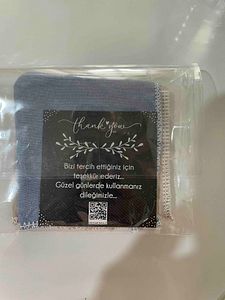 thank you
Bizi tercih ettiğiniz için
teşekkür ederiz...
Güzel günlerde kullanmanız
dileğimizle...